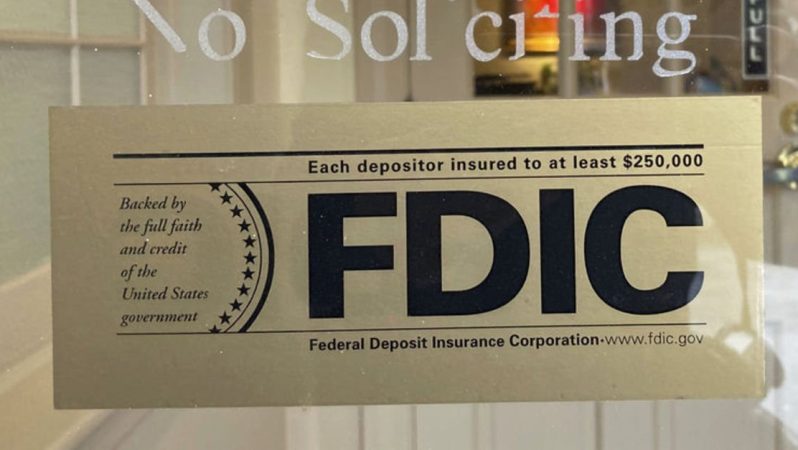 No Soliciting
Each depositor insured to at least $250,000
Backed by
the full faith
and credit
of the
United States
government
FDIC
Federal Deposit Insurance Corporation•www.fdic.gov